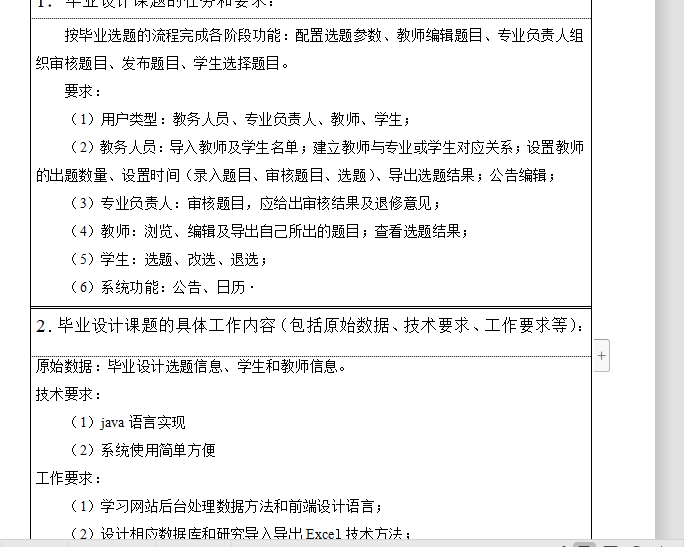 1. 毕业设计课题的任务和要求：
按毕业选题的流程完成各阶段功能：配置选题参数、教师编辑题目、专业负责人组
织审核题目、发布题目、学生选择题目。
要求：
（1）用户类型：教务人员、专业负责人、教师、学生；
（2）教务人员：导入教师及学生名单；建立教师与专业或学生对应关系；设置教师
的出题数量、设置时间（录入题目、审核题目、选题）、导出选题结果；公告编辑；
（3）专业负责人：审核题目，应给出审核结果及退修意见；
（4）教师：浏览、编辑及导出自己所出的题目；查看选题结果；
（5）学生：选题、改选、退选；
（6）系统功能：公告、日历·
2. 毕业设计课题的具体工作内容（包括原始数据、技术要求、工作要求等）：
原始数据：毕业设计选题信息、学生和教师信息。
技术要求：
（1）java 语言实现
（2）系统使用简单方便
工作要求：
（1）学习网站后台处理数据方法和前端设计语言；
（2）设计相应数据库和研究导入导出 Excel 技术方法；